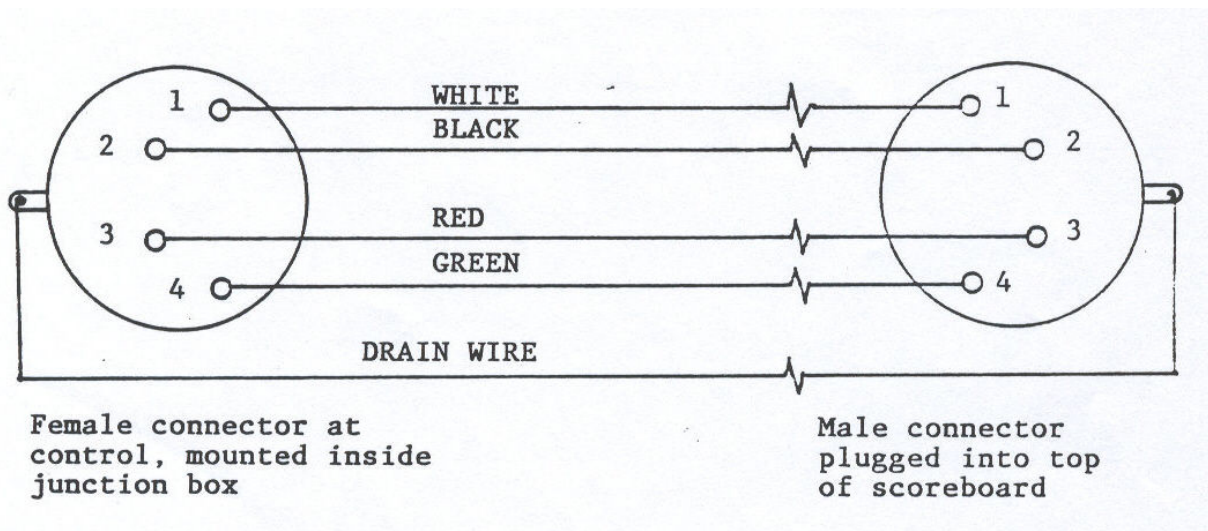 1 WHITE 1
BLACK
2 2
RED
3 3
GREEN
4 4
DRAIN WIRE
Female connector at
control, mounted inside
junction box
Male connector
plugged into top
of scoreboard